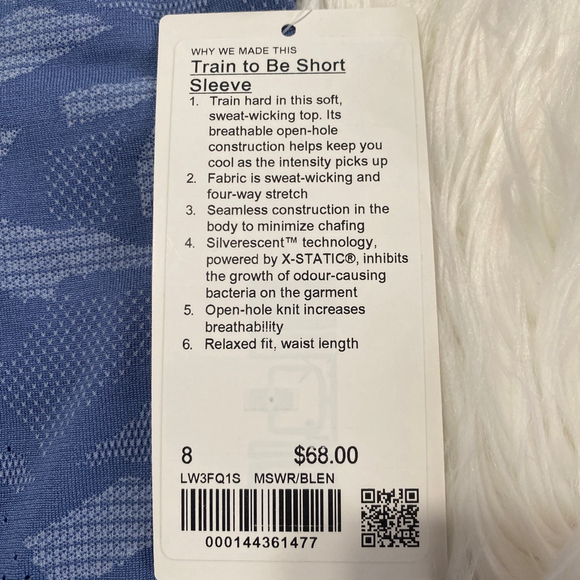 WHY WE MADE THIS
Train to Be Short
Sleeve
1. Train hard in this soft,
sweat-wicking top. Its
breathable open-hole
construction helps keep you
cool as the intensity picks up
2. Fabric is sweat-wicking and
four-way stretch
3. Seamless construction in the
body to minimize chafing
4. Silverescent™ technology,
powered by X-STATIC®, inhibits
the growth of odour-causing
bacteria on the garment
5. Open-hole knit increases
breathability
6. Relaxed fit, waist length
8 $68.00
LW3FQ1S MSWR/BLEN
000144361477